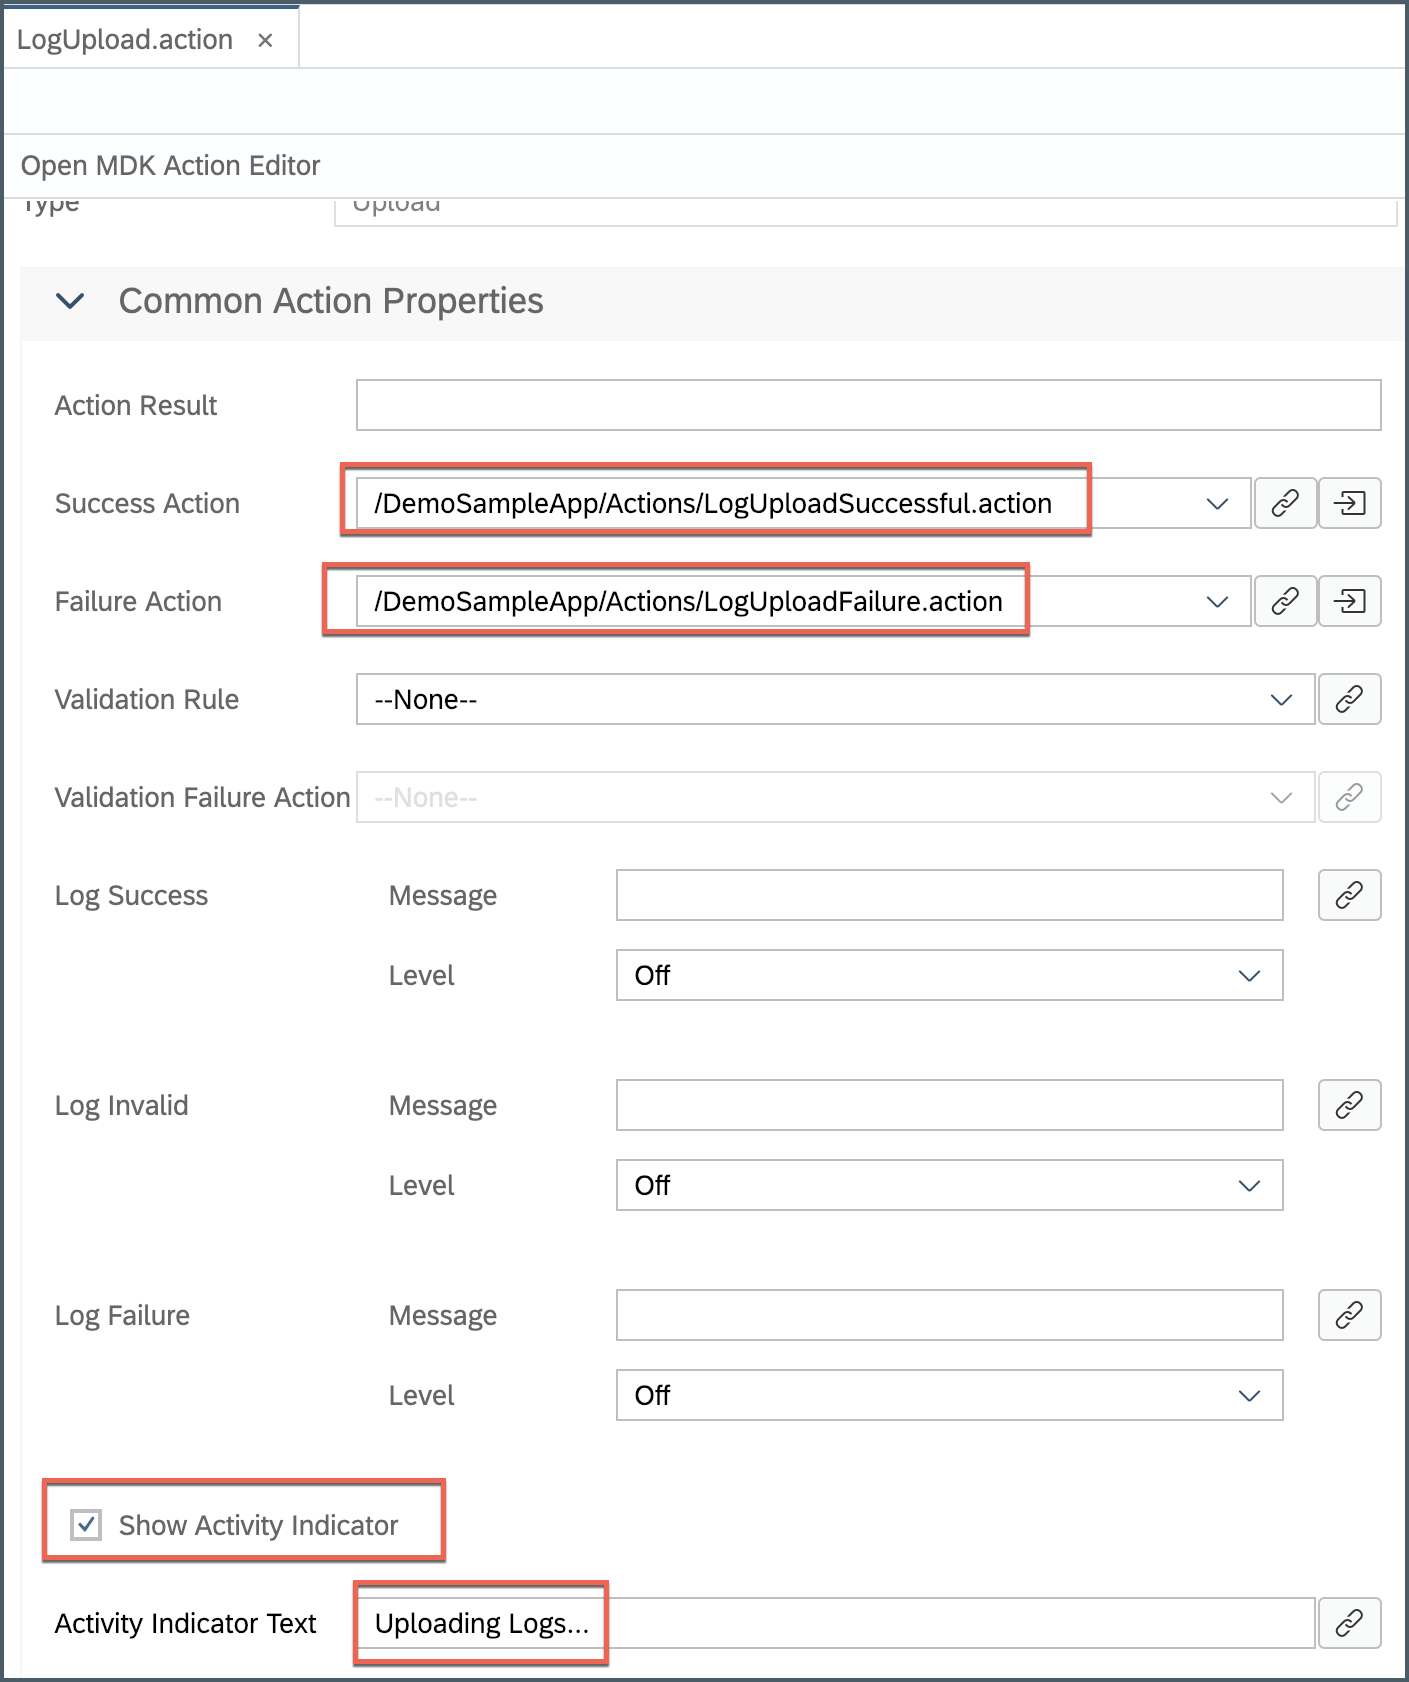 LogUpload.action ×
Open MDK Action Editor
Type Upload
Common Action Properties
Action Result
Success Action /DemoSampleApp/Actions/LogUploadSuccessful.action
Failure Action /DemoSampleApp/Actions/LogUploadFailure.action
Validation Rule --None--
Validation Failure Action --None--
Log Success Message
Level Off
Log Invalid Message
Level Off
Log Failure Message
Level Off
Show Activity Indicator
Activity Indicator Text Uploading Logs...